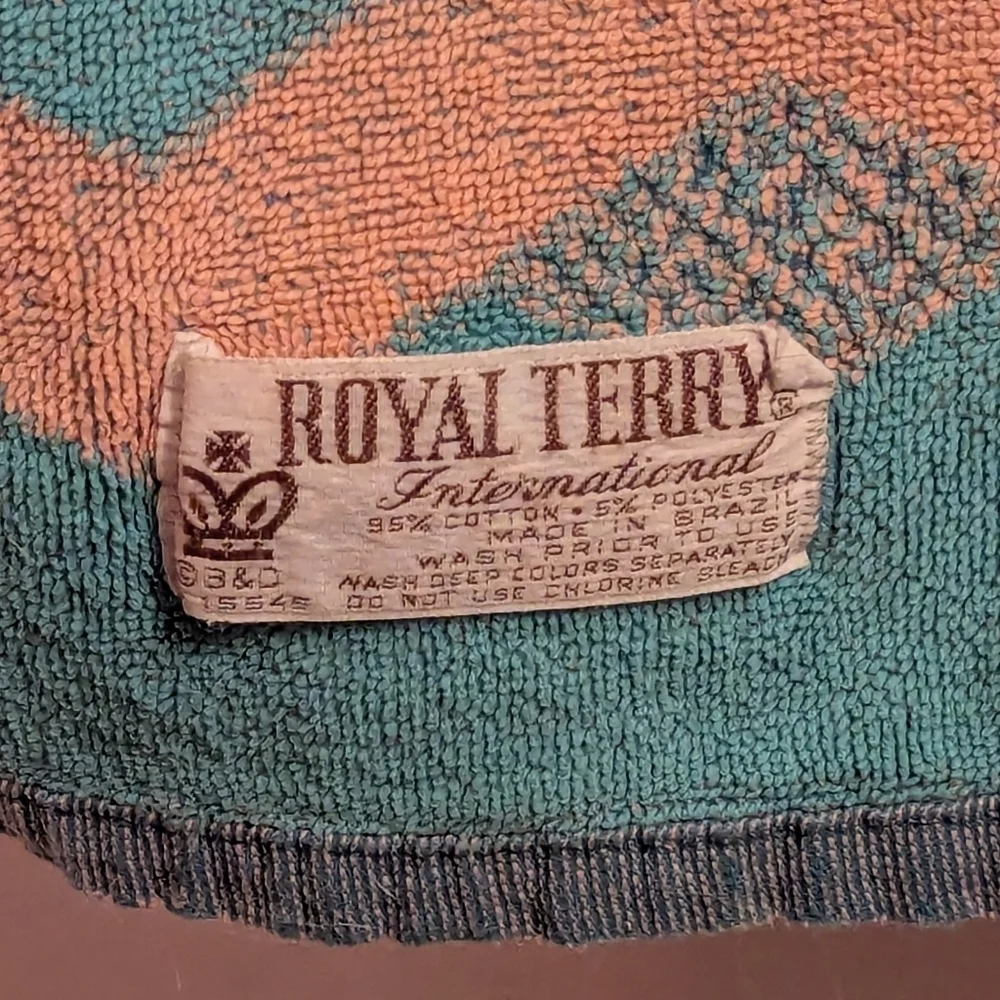 ROYAL TERRY®
International
95% COTTON • 5% POLYESTER
MADE IN BRAZIL
WASH PRIOR TO USE
WASH DEEP COLORS SEPARATELY
DO NOT USE CHLORINE BLEACH
©B&D
15545